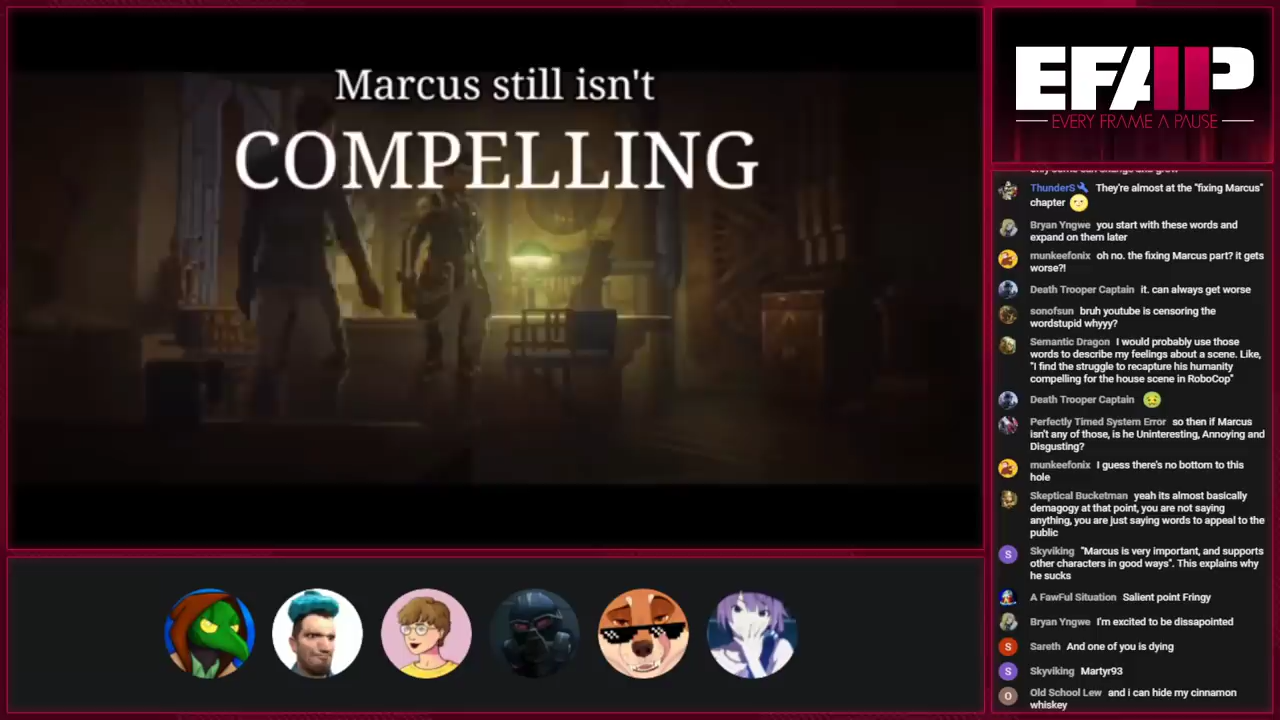 Marcus still isn't
COMPELLING
EFAP
EVERY FRAME A PAUSE
ThunderS They're almost at the "fixing Marcus"
chapter
Bryan Yngwe you start with these words and
expand on them later
munkeefonix oh no. the fixing Marcus part? it gets
worse?!
Death Trooper Captain it. can always get worse
sonofsun bruh youtube is censoring the
wordstupid whyyy?
Semantic Dragon I would probably use those
words to describe my feelings about a scene. Like,
"I find the struggle to recapture his humanity
compelling for the house scene in RoboCop"
Death Trooper Captain
Perfectly Timed System Error so then if Marcus
isn't any of those, is he Uninteresting, Annoying and
Disgusting?
munkeefonix I guess there's no bottom to this
hole
Skeptical Bucketman yeah its almost basically
demagogy at that point, you are not saying
anything, you are just saying words to appeal to the
public
S
Skyviking "Marcus is very important, and supports
other characters in good ways". This explains why
he sucks
A FawFul Situation Salient point Fringy
Bryan Yngwe I'm excited to be dissapointed
S
Sareth And one of you is dying
S
Skyviking Martyr93
O
Old School Lew and i can hide my cinnamon
whiskey